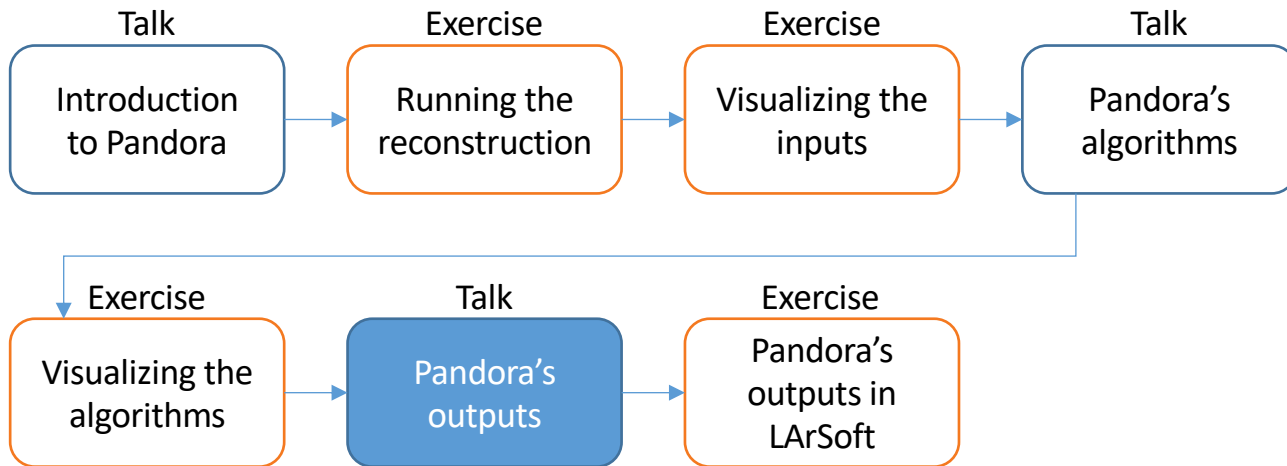 Talk
Exercise
Exercise
Talk
Introduction
to Pandora
Running the
reconstruction
Visualizing the
inputs
Pandora’s
algorithms
Exercise
Talk
Exercise
Visualizing the
algorithms
Pandora’s
outputs
Pandora’s
outputs in
LArSoft